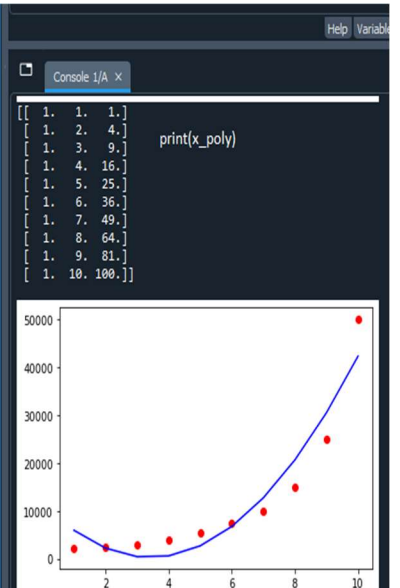 Help Variable
Console 1/A ×
[[ 1. 1. 1.]
[ 1. 2. 4.]
[ 1. 3. 9.]
print(x_poly)
[ 1. 4. 16.]
[ 1. 5. 25.]
[ 1. 6. 36.]
[ 1. 7. 49.]
[ 1. 8. 64.]
[ 1. 9. 81.]
[ 1. 10. 100.]]
50000
40000
30000
20000
10000
0
2 4 6 8 10